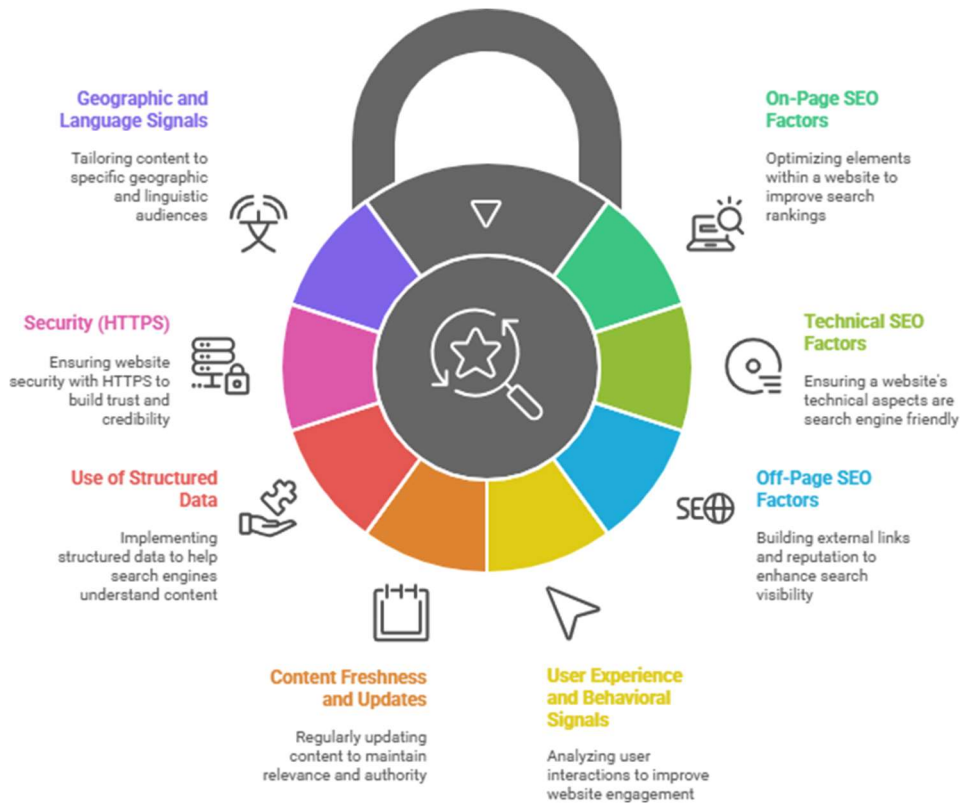 Geographic and
Language Signals
Tailoring content to
specific geographic
and linguistic
audiences
On-Page SEO
Factors
Optimizing elements
within a website to
improve search
rankings
Security (HTTPS)
Ensuring website
security with HTTPS to
build trust and
credibility
Technical SEO
Factors
Ensuring a website's
technical aspects are
search engine friendly
Use of Structured
Data
Implementing
structured data to help
search engines
understand content
SEO
Off-Page SEO
Factors
Building external links
and reputation to
enhance search
visibility
Content Freshness
and Updates
Regularly updating
content to maintain
relevance and authority
User Experience
and Behavioral
Signals
Analyzing user
interactions to improve
website engagement